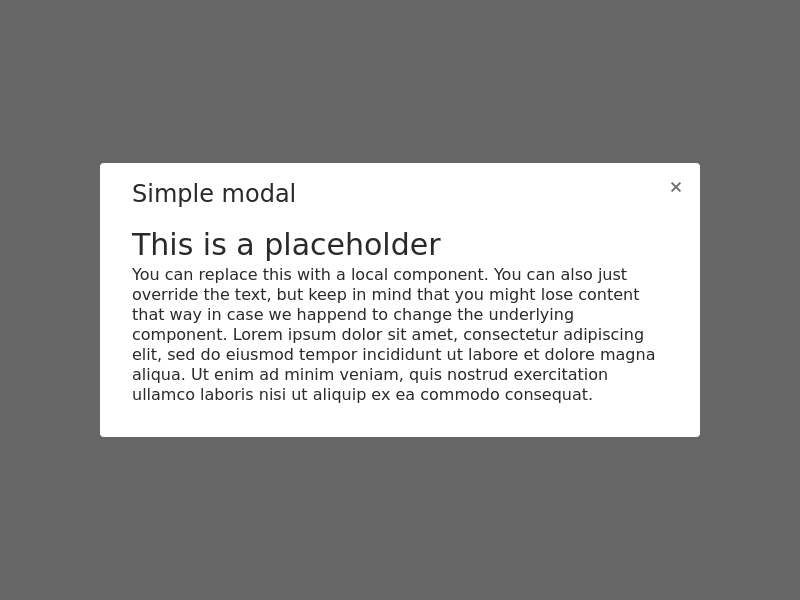 Simple modal
×
This is a placeholder
You can replace this with a local component. You can also just
override the text, but keep in mind that you might lose content
that way in case we happend to change the underlying
component. Lorem ipsum dolor sit amet, consectetur adipiscing
elit, sed do eiusmod tempor incididunt ut labore et dolore magna
aliqua. Ut enim ad minim veniam, quis nostrud exercitation
ullamco laboris nisi ut aliquip ex ea commodo consequat.